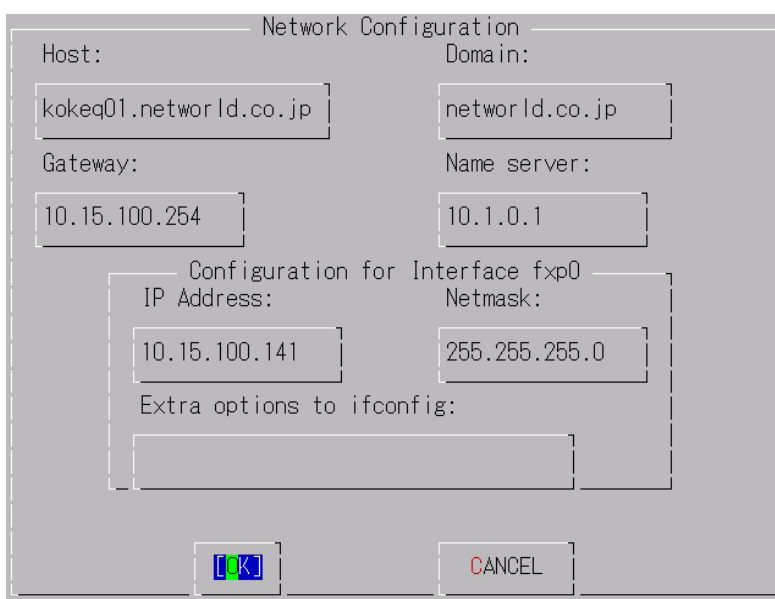 Network Configuration
Host: Domain:
kokeq01.networld.co.jp networld.co.jp
Gateway: Name server:
10.15.100.254 10.1.0.1
Configuration for Interface fxp0
IP Address: Netmask:
10.15.100.141 255.255.255.0
Extra options to ifconfig:
[OK] CANCEL